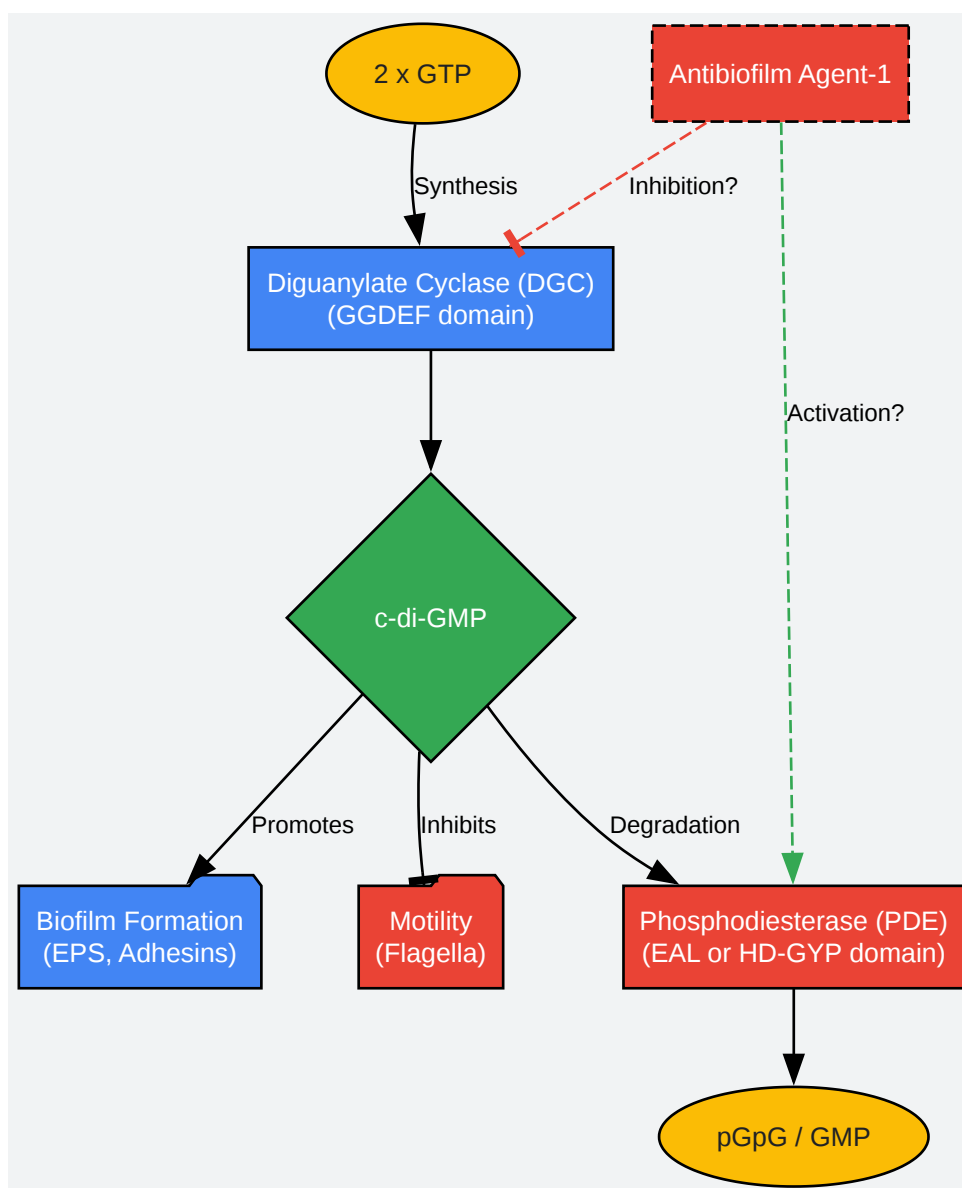 2 x GTP
Antibiofilm Agent-1
Synthesis
Inhibition?
Diguanylate Cyclase (DGC)
(GGDEF domain)
Activation?
c-di-GMP
Promotes
Inhibits
Degradation
Biofilm Formation
(EPS, Adhesins)
Motility
(Flagella)
Phosphodiesterase (PDE)
(EAL or HD-GYP domain)
pGpG / GMP